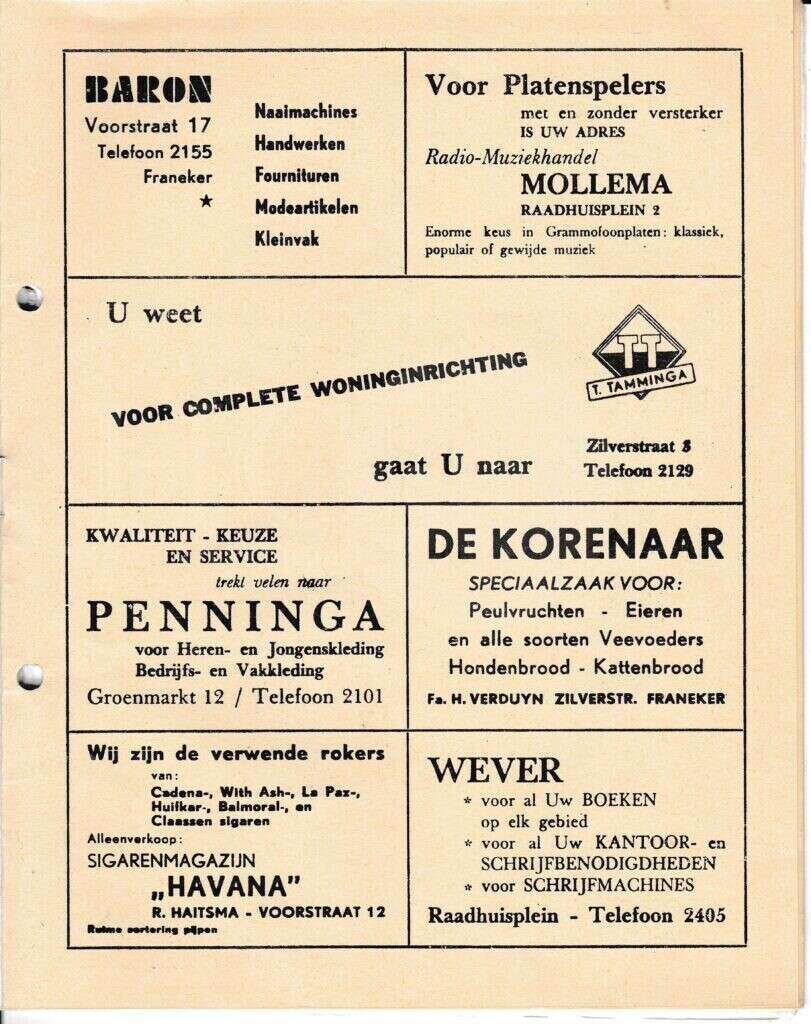 BARON
Voorstraat 17
Telefoon 2155
Franeker
Naaimachines
Handwerken
Fournituren
Modeartikelen
Kleinvak
Voor Platenspelers
met en zonder versterker
IS UW ADRES
Radio-Muziekhandel
MOLLEMA
RAADHUISPLEIN 2
Enorme keus in Grammofoonplaten: klassiek,
populair of gewijde muziek
U weet
VOOR COMPLETE WONINGINRICHTING
gaat U naar
TT
T. TAMMINGA
Zilverstraat
Telefoon 2129
KWALITEIT - KEUZE
EN SERVICE
trekt velen naar
PENNINGA
voor Heren- en Jongenskleding
Bedrijfs- en Vakkleding
Groenmarkt 12 / Telefoon 2101
DE KORENAAR
SPECIAALZAAK VOOR:
Peulvruchten - Eieren
en alle soorten Veevoeders
Hondenbrood - Kattenbrood
Fa. H. VERDUYN ZILVERSTR. FRANEKER
Wij zijn de verwende rokers
van:
Cadena-, With Ash-, La Paz-,
Huifkar-, Balmoral-, en
Claassen sigaren
Alleenverkoop:
SIGARENMAGAZIJN
„HAVANA"
R. HAITSMA - VOORSTRAAT 12
Ruime sortering pijpen
WEVER
* voor al Uw BOEKEN
op elk gebied
* voor al Uw KANTOOR- en
SCHRIJFBENODIGDHEDEN
* voor SCHRIJFMACHINES
Raadhuisplein - Telefoon 2405